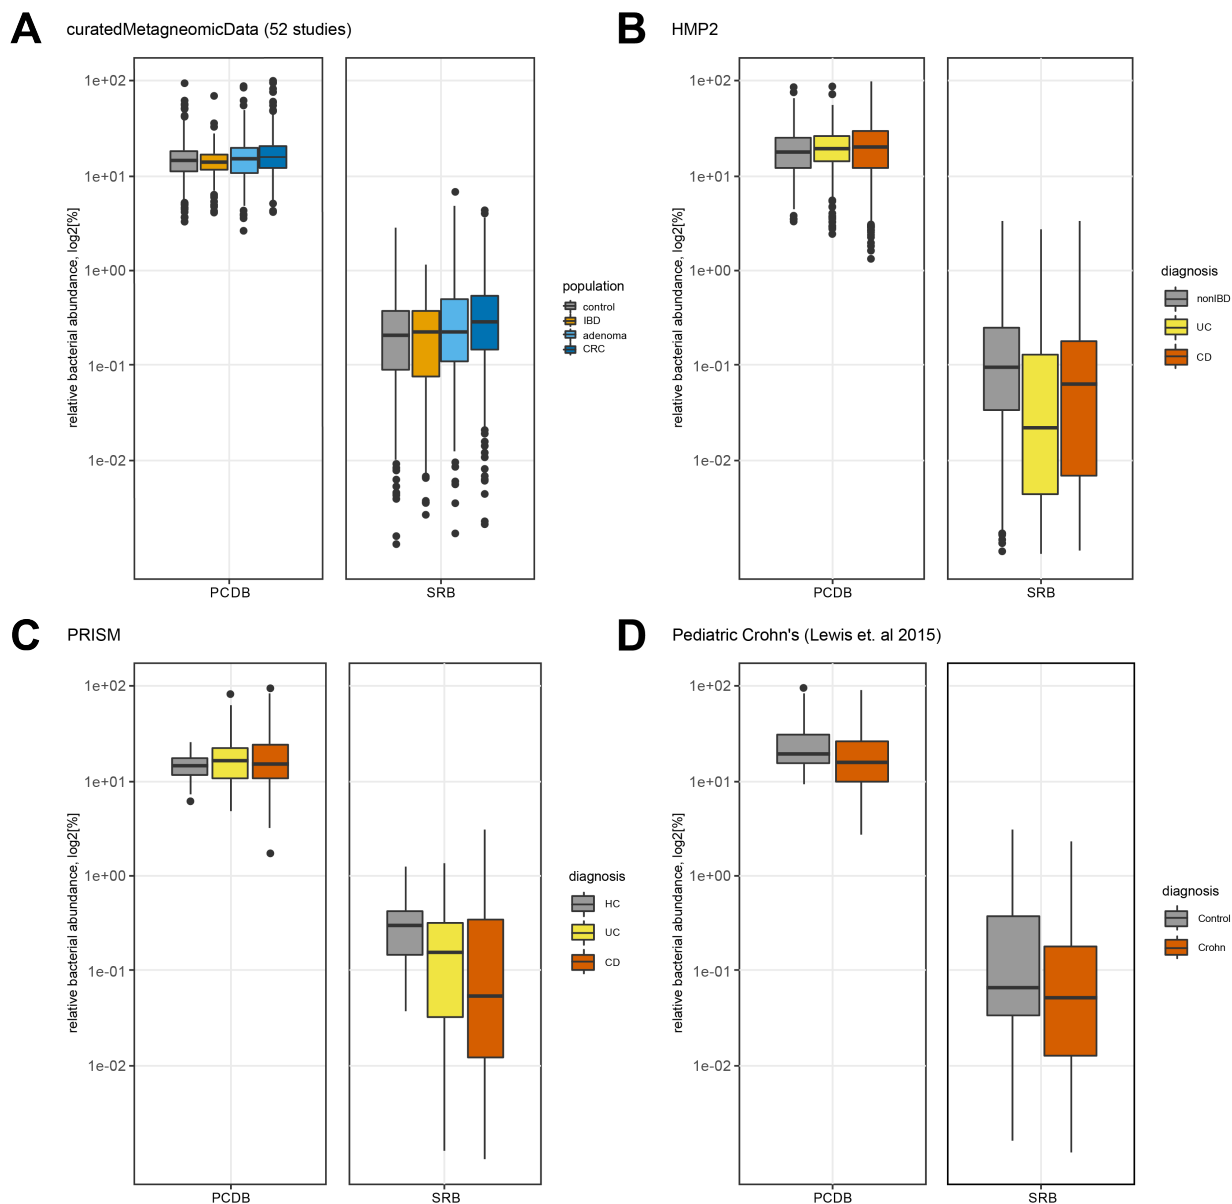 A curatedMetagneomicData (52 studies)
relative bacterial abundance, log2[%]
1e+02
1e+01
1e+00
1e-01
1e-02
PCDB
SRB
population
control
IBD
adenoma
CRC
B HMP2
relative bacterial abundance, log2[%]
1e+02
1e+01
1e+00
1e-01
1e-02
PCDB
SRB
diagnosis
nonIBD
UC
CD
C PRISM
relative bacterial abundance, log2[%]
1e+02
1e+01
1e+00
1e-01
1e-02
PCDB
SRB
diagnosis
HC
UC
CD
D Pediatric Crohn's (Lewis et. al 2015)
relative bacterial abundance, log2[%]
1e+02
1e+01
1e+00
1e-01
1e-02
PCDB
SRB
diagnosis
Control
Crohn